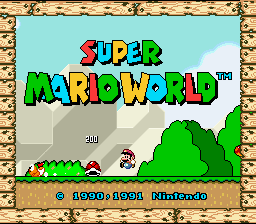 SUPER
MARIO WORLD™
200
© 1990,1991 Nintendo